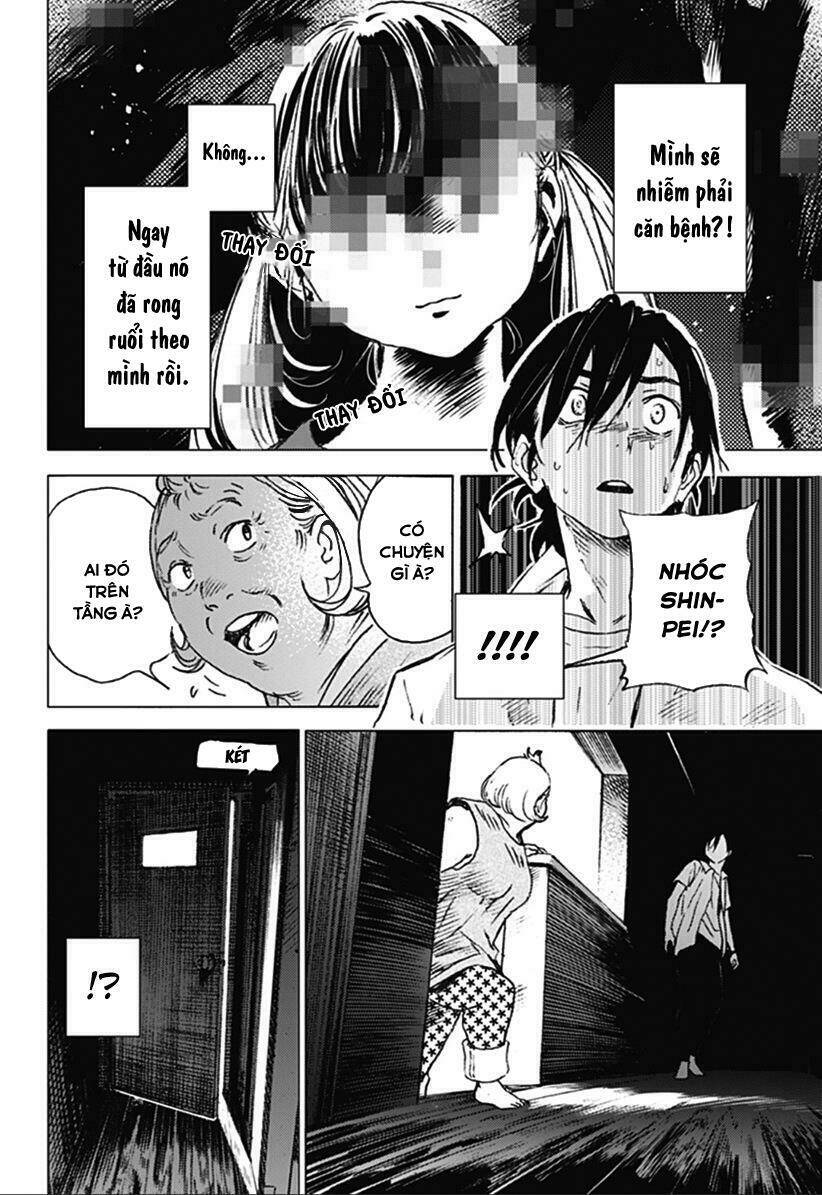 Mình sẽ
nhiễm phải
căn bệnh?!
Không...
Ngay
từ đầu nó
đã rong
ruổi theo
mình rồi.
THAY ĐỔI
THAY ĐỔI
NHÓC
SHIN-
PEI!?
!!!!
CÓ
CHUYỆN
GÌ À?
AI ĐÓ
TRÊN
TẦNG À?
KÉT
!?